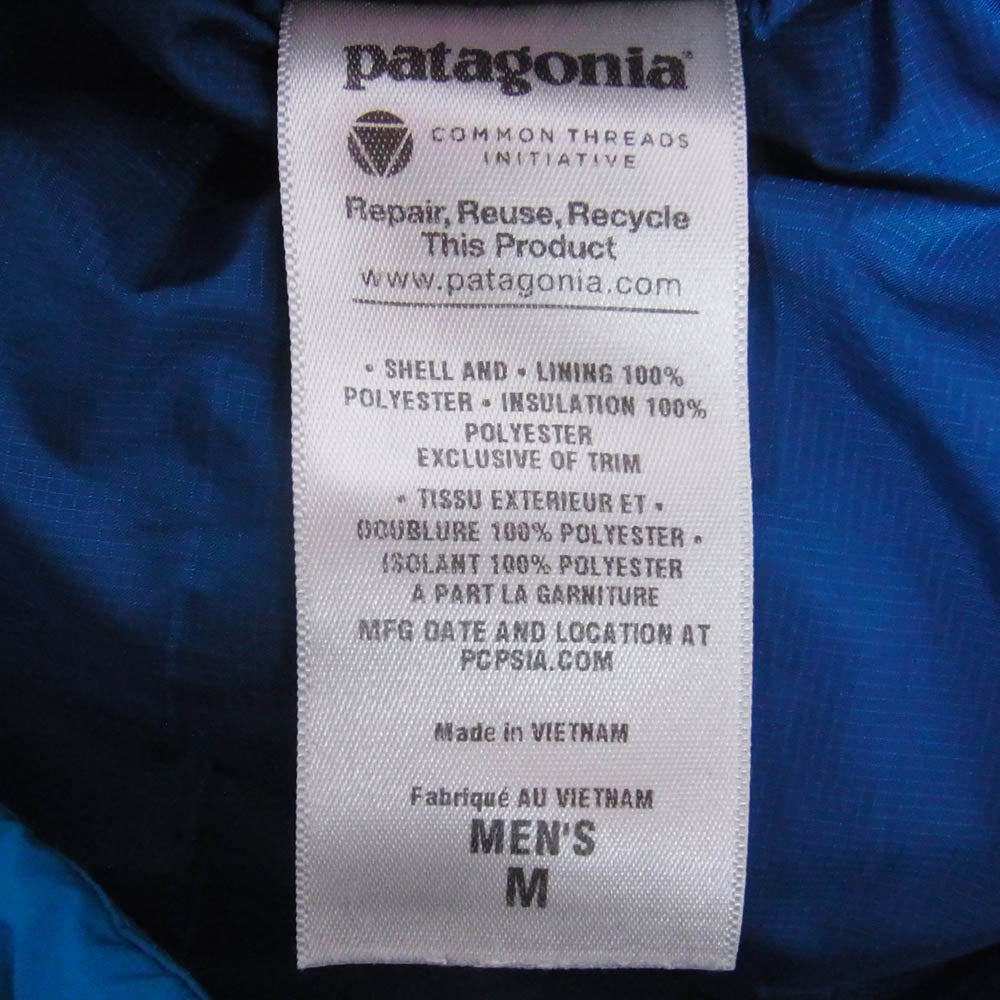 patagonia®
COMMON THREADS
INITIATIVE
Repair, Reuse, Recycle
This Product
www.patagonia.com
• SHELL AND • LINING 100%
POLYESTER • INSULATION 100%
POLYESTER
EXCLUSIVE OF TRIM
• TISSU EXTERIEUR ET •
DOUBLURE 100% POLYESTER •
ISOLANT 100% POLYESTER
A PART LA GARNITURE
MFG DATE AND LOCATION AT
PCPSIA.COM
Made in VIETNAM
Fabriqué AU VIETNAM
MEN'S
M